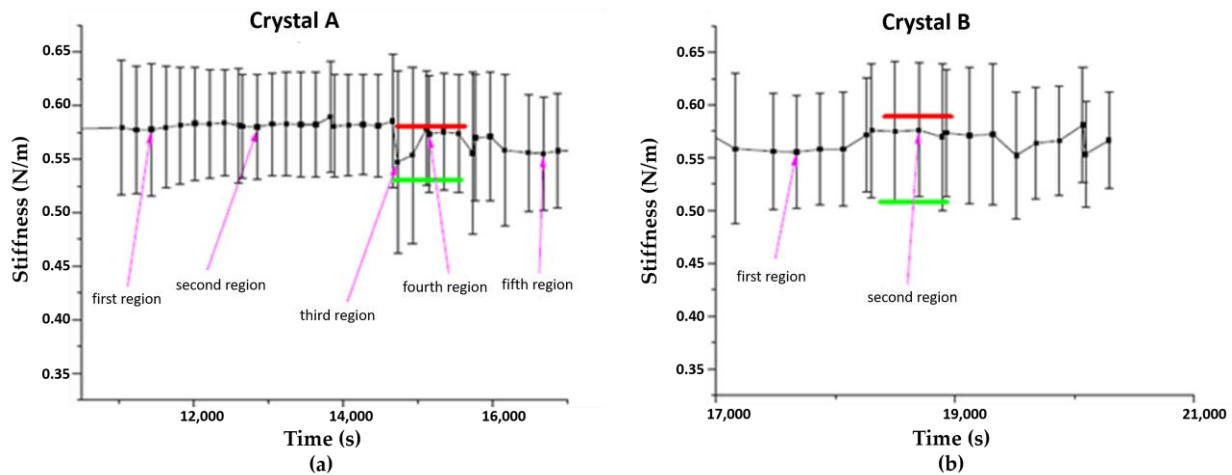 Crystal A
Stiffness (N/m)
0.65
0.60
0.55
0.50
0.45
0.40
0.35
first region
second region
third region
fourth region
fifth region
12,000
14,000
16,000
Time (s)
(a)
Crystal B
Stiffness (N/m)
0.65
0.60
0.55
0.50
0.45
0.40
0.35
first region
second region
17,000
19,000
21,000
Time (s)
(b)